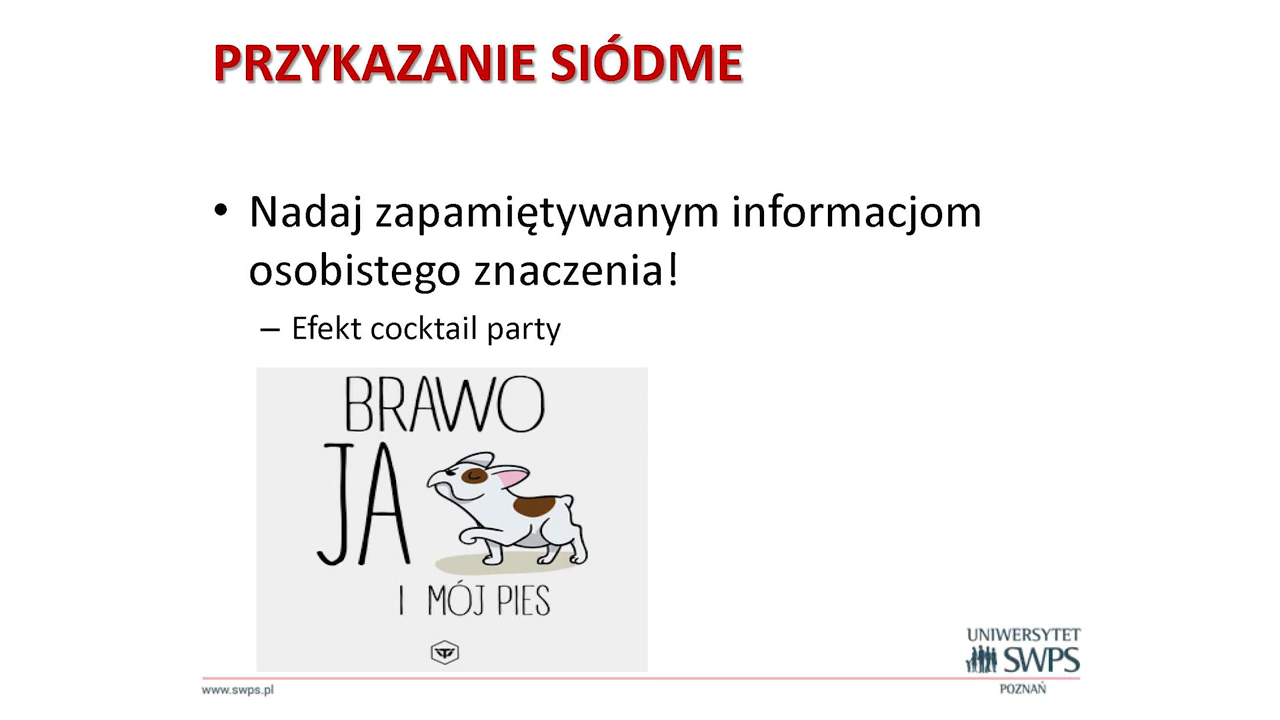 PRZYKAZANIE SIÓDME
• Nadaj zapamiętywanym informacjom
osobistego znaczenia!
– Efekt cocktail party
BRAWO
JA
I MÓJ PIES
UNIWERSYTET
SWPS
POZNAŃ
www.swps.pl